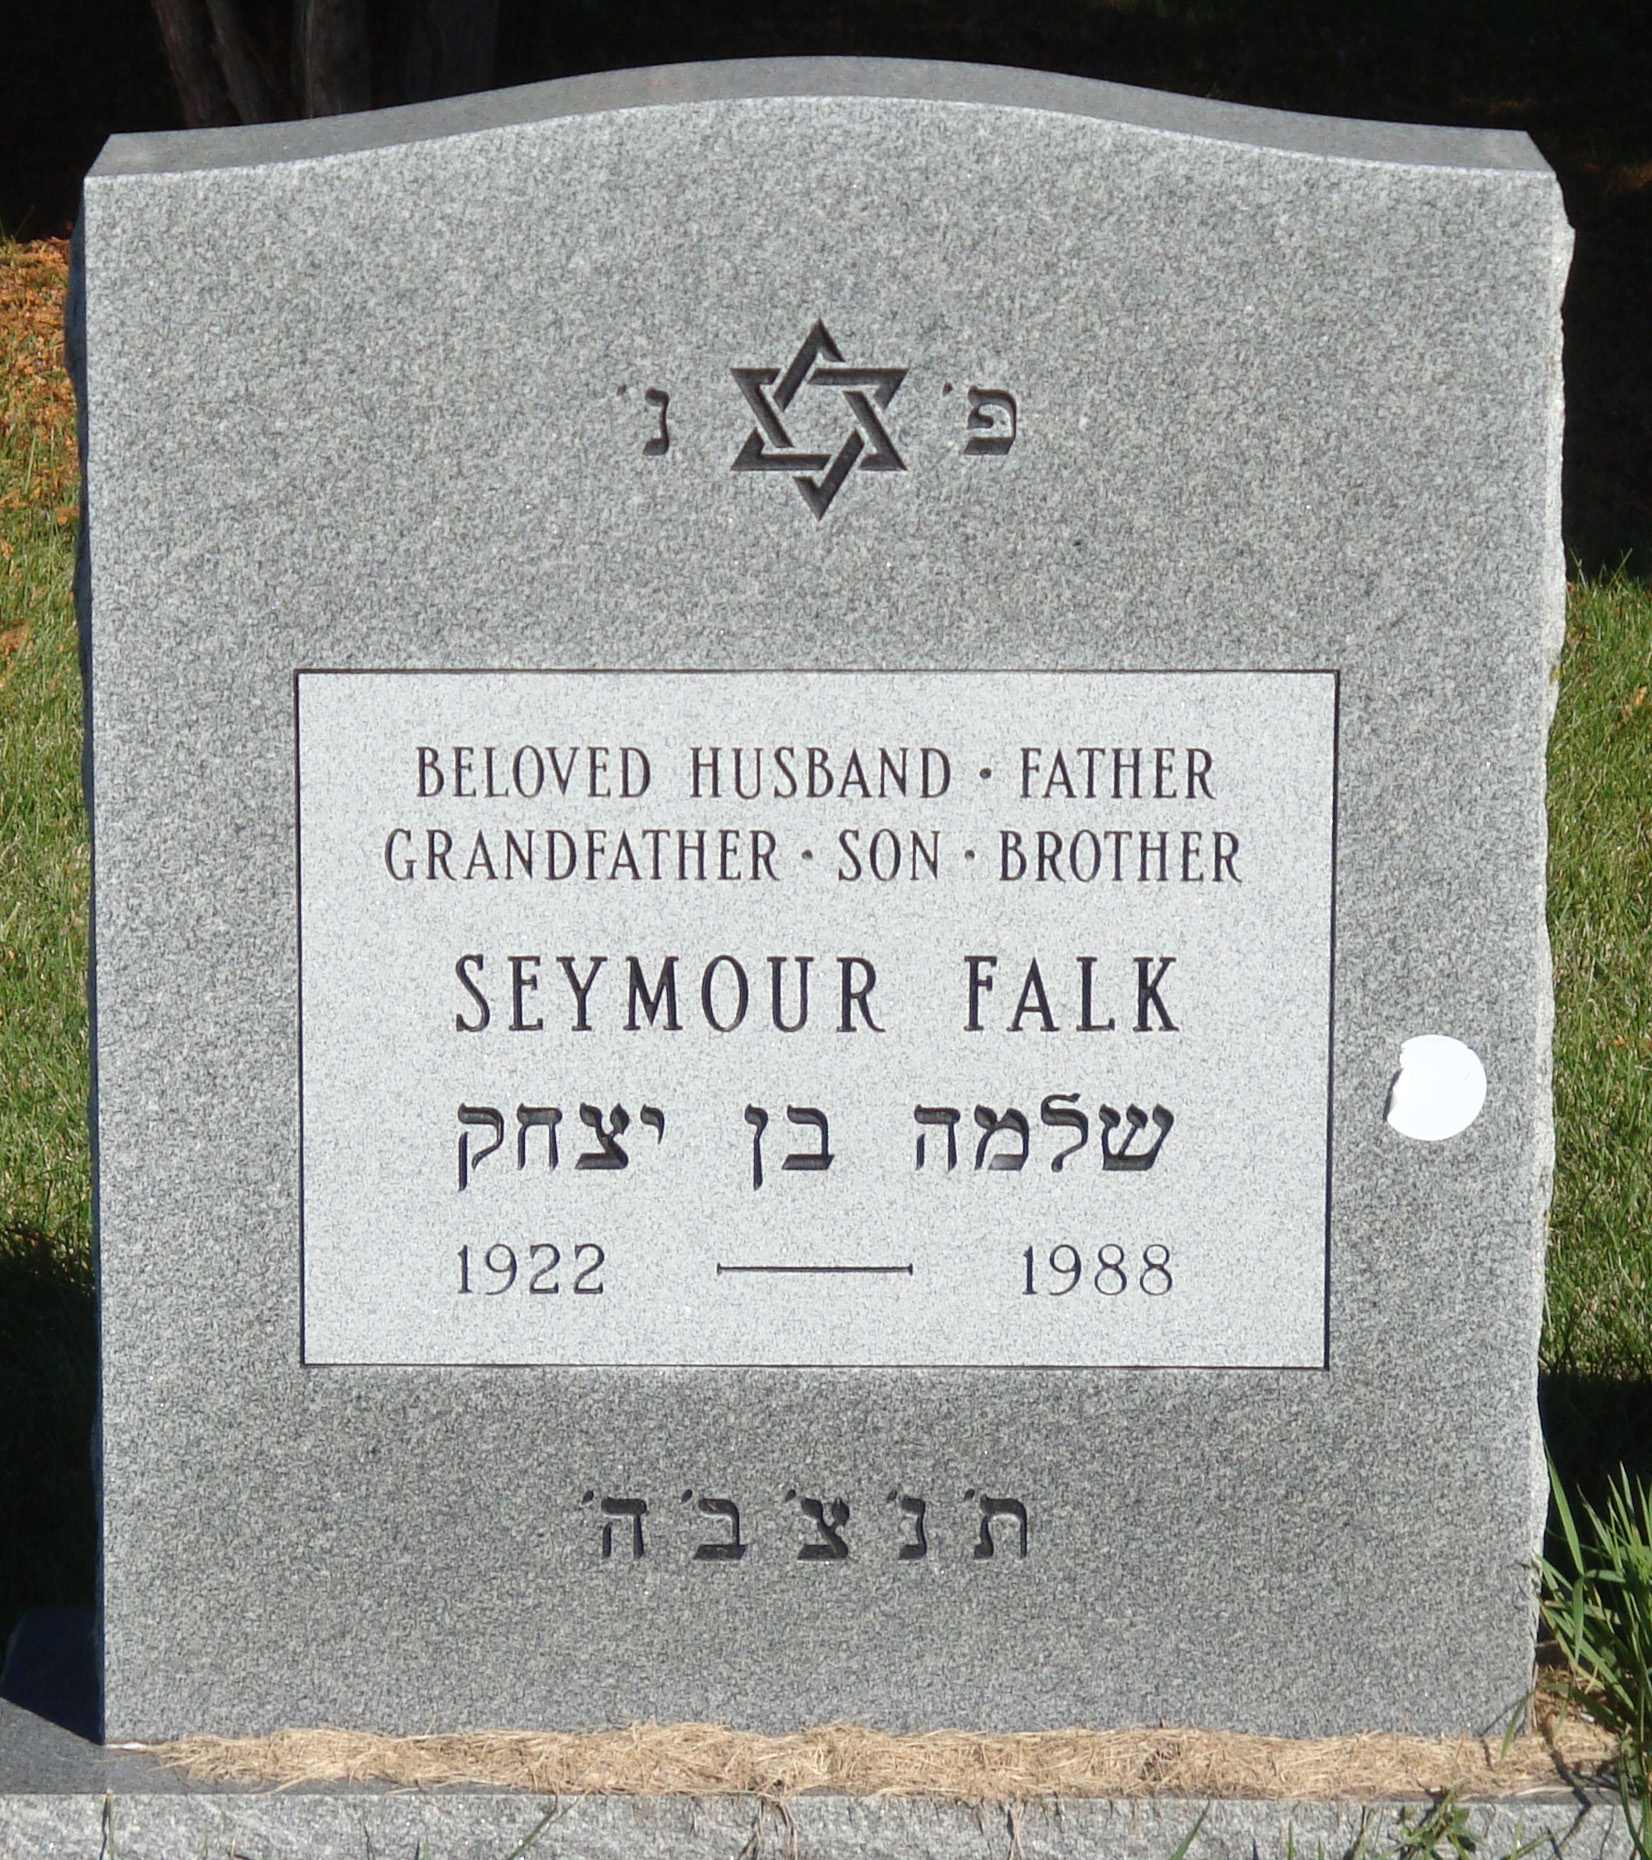 פ׳ נ׳
BELOVED HUSBAND · FATHER
GRANDFATHER · SON · BROTHER
SEYMOUR FALK
שלמה בן יצחק
1922 — 1988
ת׳ נ׳ צ׳ ב׳ ה׳